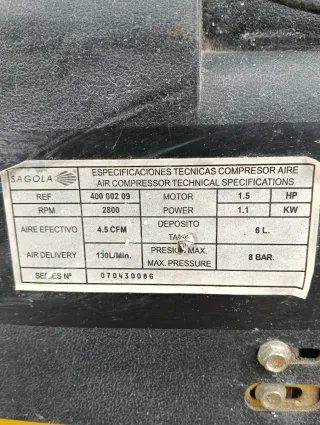 SAGOLA
ESPECIFICACIONES TECNICAS COMPRESOR AIRE
AIR COMPRESSOR TECHNICAL SPECIFICATIONS
REF. 400 002 09 MOTOR 1.5 HP
RPM 2800 POWER 1.1 KW
AIRE EFECTIVO 4.5 CFM DEPOSITO
TANK 6 L.
AIR DELIVERY 130L/Min. PRESION MAX.
MAX. PRESSURE 8 BAR.
SERIES Nº 070430086